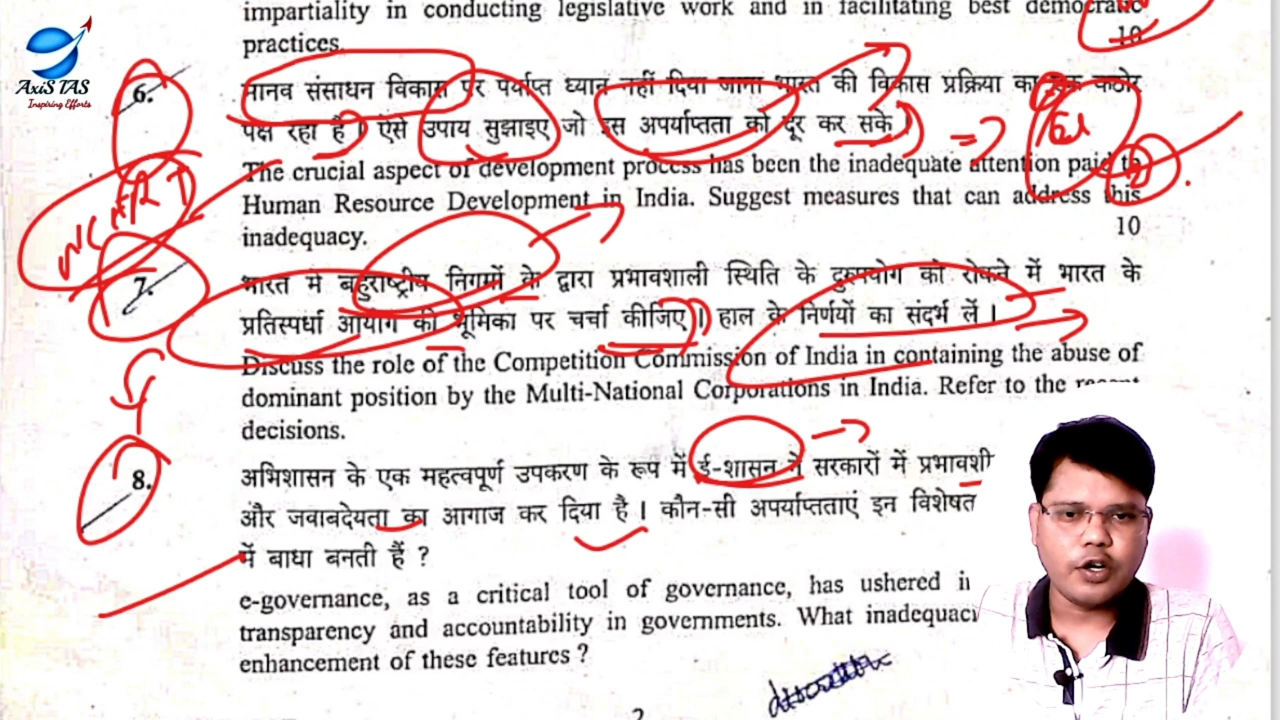 impartiality in conducting legislative work and in facilitating best democratic
practices.
10
AxiS TAS
Inspiring Efforts
6.
मानव संसाधन विकास पर पर्याप्त ध्यान नहीं दिया जाना भारत की विकास प्रक्रिया का एक कठोर
पक्ष रहा है । ऐसे उपाय सुझाइए जो इस अपर्याप्तता को दूर कर सके ।
The crucial aspect of development process has been the inadequate attention paid to
Human Resource Development in India. Suggest measures that can address this
inadequacy.
10
NCERT
7.
भारत में बहुराष्ट्रीय निगमों के द्वारा प्रभावशाली स्थिति के दुरुपयोग को रोकने में भारत के
प्रतिस्पर्धा आयोग की भूमिका पर चर्चा कीजिए । हाल के निर्णयों का संदर्भ लें ।
Discuss the role of the Competition Commission of India in containing the abuse of
dominant position by the Multi-National Corporations in India. Refer to the recent
decisions.
8.
अभिशासन के एक महत्वपूर्ण उपकरण के रूप में ई-शासन ने सरकारों में प्रभावशी
और जवाबदेयता का आगाज कर दिया है । कौन-सी अपर्याप्तताएं इन विशेषत
में बाधा बनती हैं ?
e-governance, as a critical tool of governance, has ushered in
transparency and accountability in governments. What inadequaci
enhancement of these features ?
2